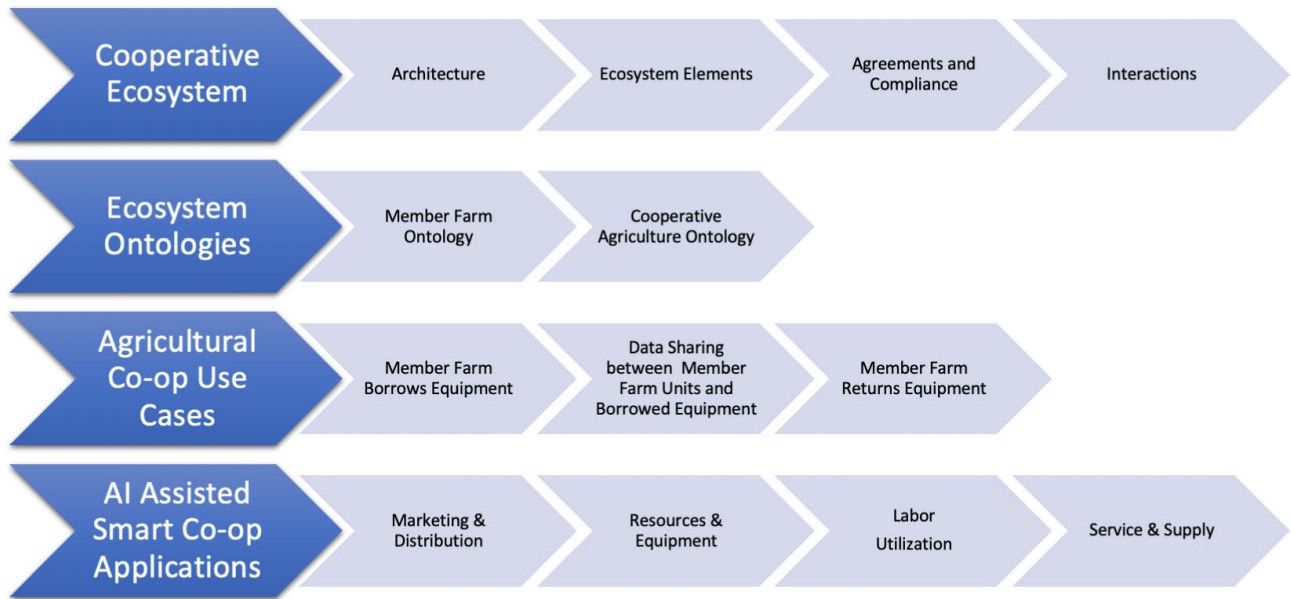 Cooperative
Ecosystem
Architecture
Ecosystem Elements
Agreements and
Compliance
Interactions
Ecosystem
Ontologies
Member Farm
Ontology
Cooperative
Agriculture Ontology
Agricultural
Co-op Use
Cases
Member Farm
Borrows Equipment
Data Sharing
between Member
Farm Units and
Borrowed Equipment
Member Farm
Returns Equipment
AI Assisted
Smart Co-op
Applications
Marketing &
Distribution
Resources &
Equipment
Labor
Utilization
Service & Supply